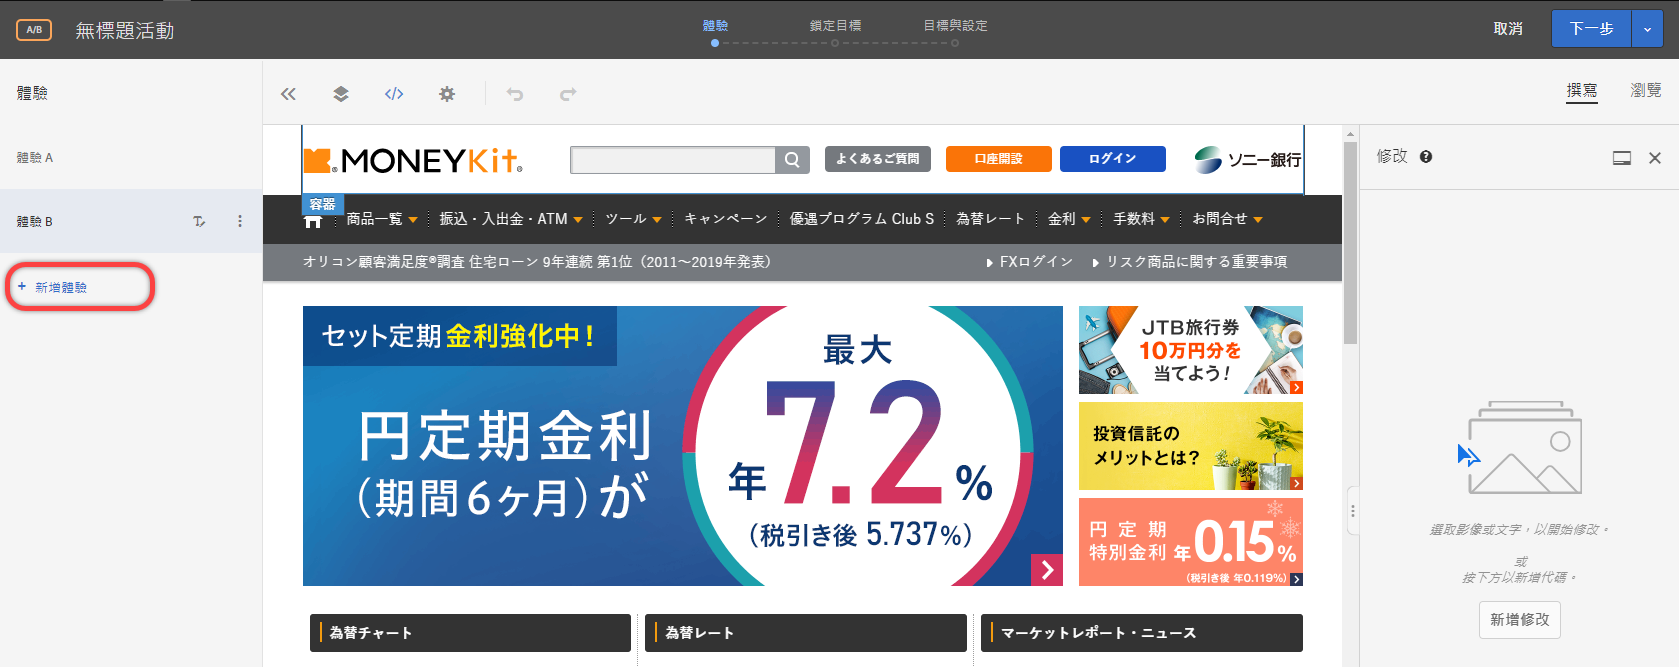 A/B
無標題活動
體驗
鎖定目標
目標與設定
取消
下一步
體驗
撰寫
瀏覽
體驗 A
體驗 B
+ 新增體驗
MONEYKit
よくあるご質問
口座開設
ログイン
ソニー銀行
容器
商品一覧
振込・入出金・ATM
ツール
キャンペーン
優遇プログラム Club S
為替レート
金利
手数料
お問合せ
オリコン顧客満足度®調査 住宅ローン 9年連続 第1位（2011～2019年発表）
FXログイン
リスク商品に関する重要事項
セット定期 金利強化中！
円定期金利
（期間６ヶ月）が
最大
年7.2%
（税引き後 5.737%）
JTB旅行券
10万円分を
当てよう！
投資信託の
メリットとは？
円定期
特別金利 年0.15%
（税引き後 年0.119%）
為替チャート
為替レート
マーケットレポート・ニュース
修改
選取影像或文字，以開始修改。
或
按下方以新增代碼。
新增修改